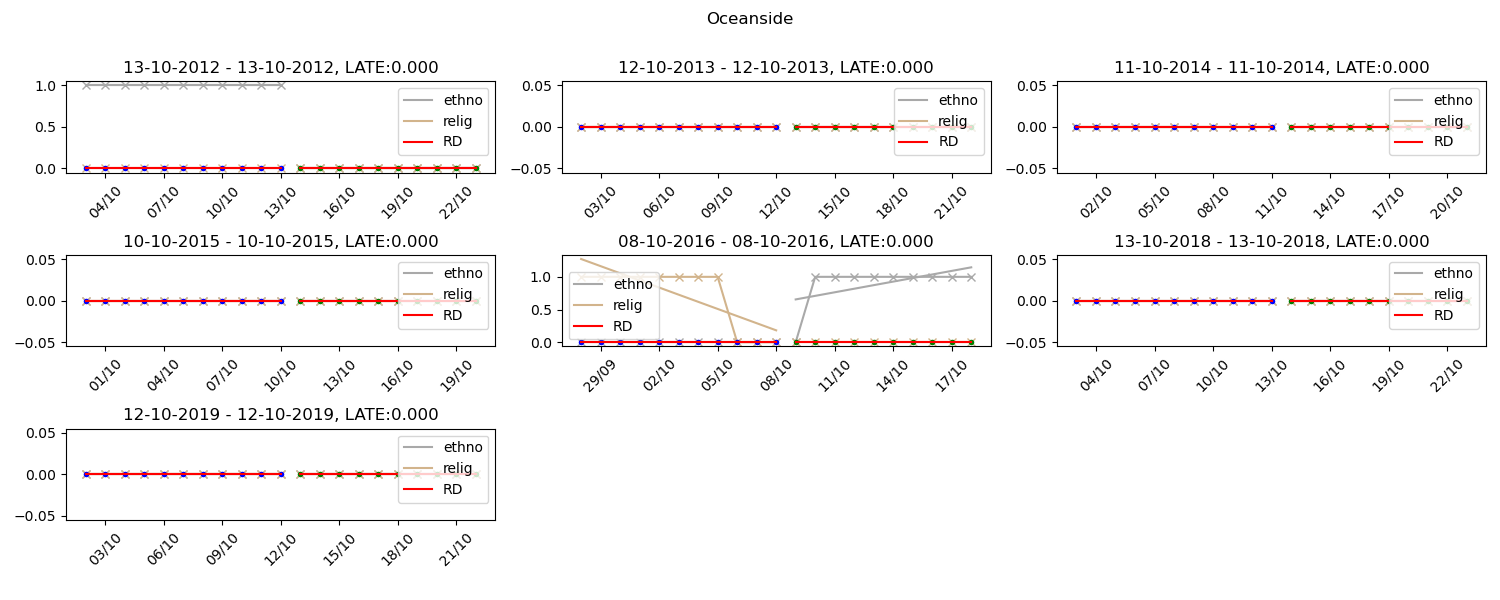 Oceanside
13-10-2012 - 13-10-2012, LATE:0.000
1.0
0.5
0.0
ethno
relig
RD
04/10 07/10 10/10 13/10 16/10 19/10 22/10
12-10-2013 - 12-10-2013, LATE:0.000
0.05
0.00
−0.05
ethno
relig
RD
03/10 06/10 09/10 12/10 15/10 18/10 21/10
11-10-2014 - 11-10-2014, LATE:0.000
0.05
0.00
−0.05
ethno
relig
RD
02/10 05/10 08/10 11/10 14/10 17/10 20/10
10-10-2015 - 10-10-2015, LATE:0.000
0.05
0.00
−0.05
ethno
relig
RD
01/10 04/10 07/10 10/10 13/10 16/10 19/10
08-10-2016 - 08-10-2016, LATE:0.000
1.0
0.5
0.0
ethno
relig
RD
29/09 02/10 05/10 08/10 11/10 14/10 17/10
13-10-2018 - 13-10-2018, LATE:0.000
0.05
0.00
−0.05
ethno
relig
RD
04/10 07/10 10/10 13/10 16/10 19/10 22/10
12-10-2019 - 12-10-2019, LATE:0.000
0.05
0.00
−0.05
ethno
relig
RD
03/10 06/10 09/10 12/10 15/10 18/10 21/10